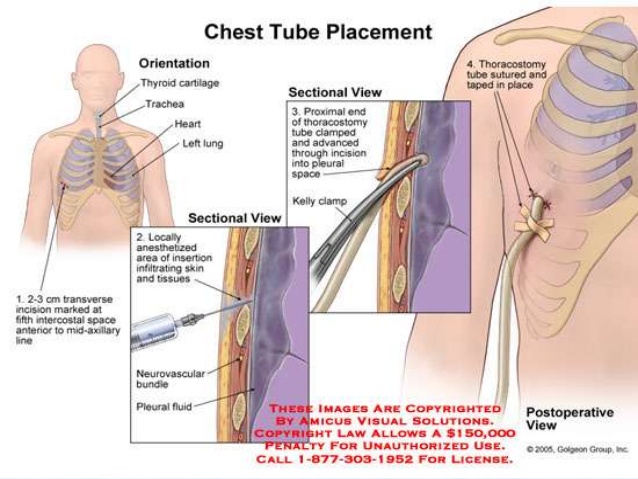 Chest Tube Placement
Orientation
Thyroid cartilage
Trachea
Heart
Left lung
1. 2-3 cm transverse
incision marked at
fifth intercostal space
anterior to mid-axillary
line
Sectional View
2. Locally
anesthetized
area of insertion
infiltrating skin
and tissues
Neurovascular
bundle
Pleural fluid
Sectional View
3. Proximal end
of thoracostomy
tube clamped
and advanced
through incision
into pleural
space
Kelly clamp
4. Thoracostomy
tube sutured and
taped in place
Postoperative
View
© 2005, Golgeon Group, Inc.
THESE IMAGES ARE COPYRIGHTED
BY AMICUS VISUAL SOLUTIONS.
COPYRIGHT LAW ALLOWS A $150,000
PENALTY FOR UNAUTHORIZED USE.
CALL 1-877-303-1952 FOR LICENSE.